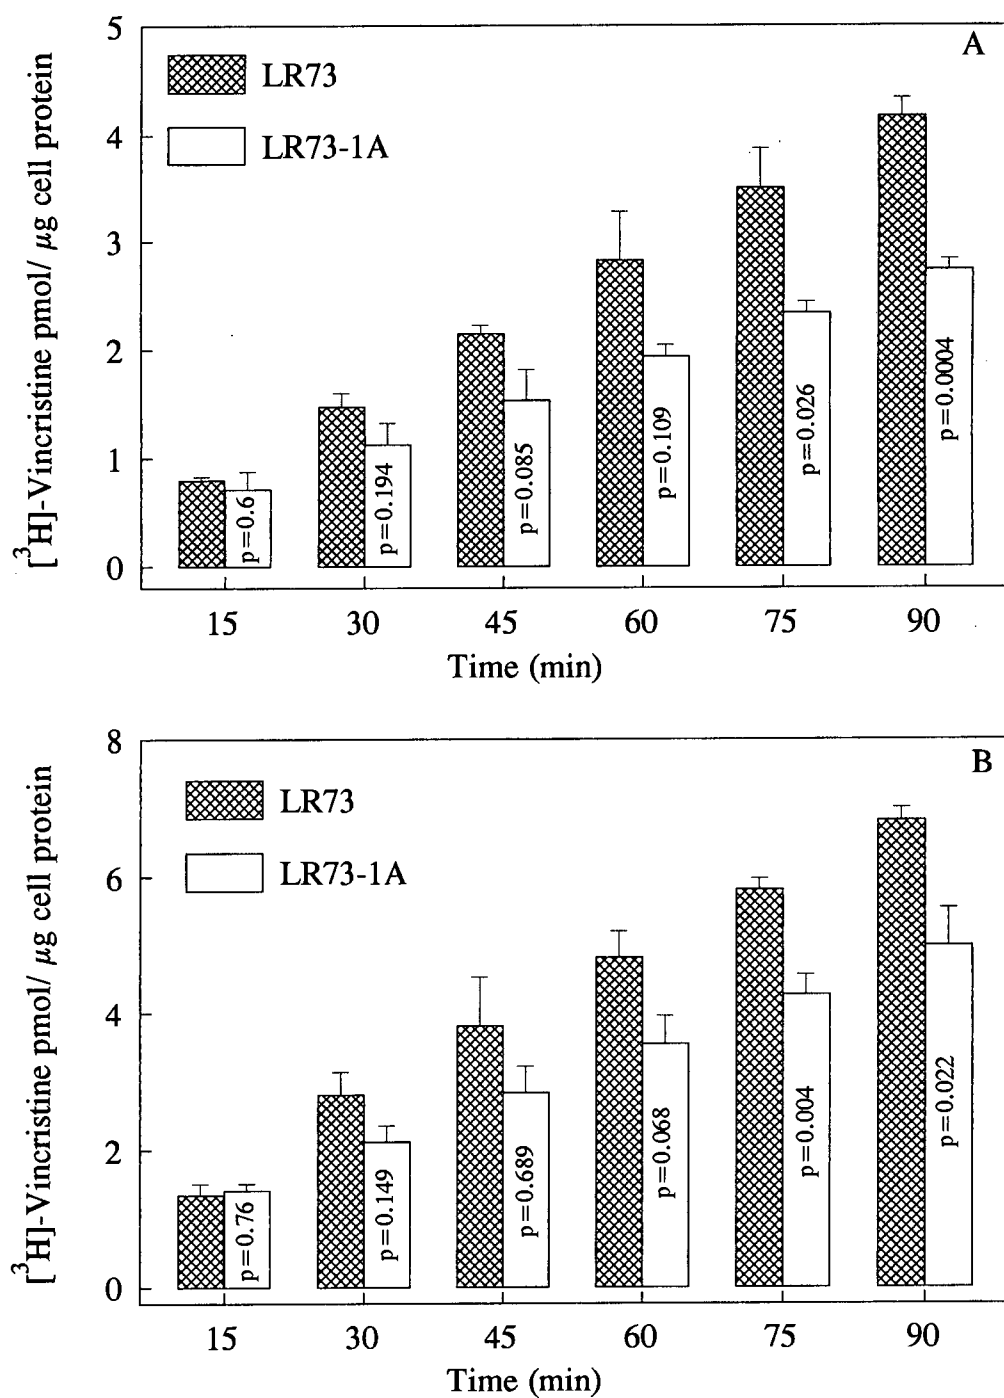 A
LR73
LR73-1A
[³H]-Vincristine pmol/ μg cell protein
5
4
3
2
1
0
p=0.6
p=0.194
p=0.085
p=0.109
p=0.026
p=0.0004
15 30 45 60 75 90
Time (min)
B
LR73
LR73-1A
[³H]-Vincristine pmol/ μg cell protein
8
6
4
2
0
p=0.76
p=0.149
p=0.689
p=0.068
p=0.004
p=0.022
15 30 45 60 75 90
Time (min)